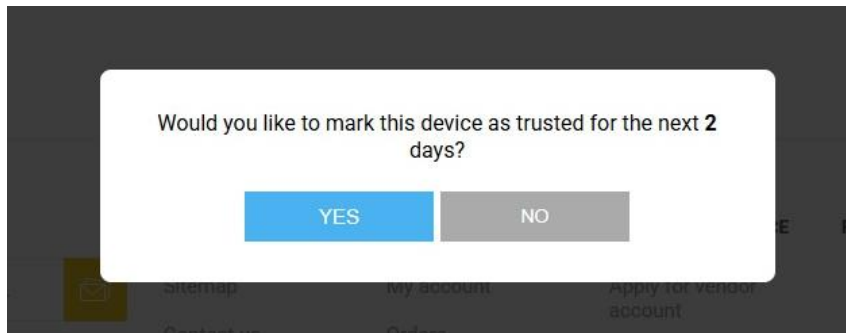 Would you like to mark this device as trusted for the next 2
days?
YES NO
Sitemap My account Apply for vendor
account
Contact us Orders